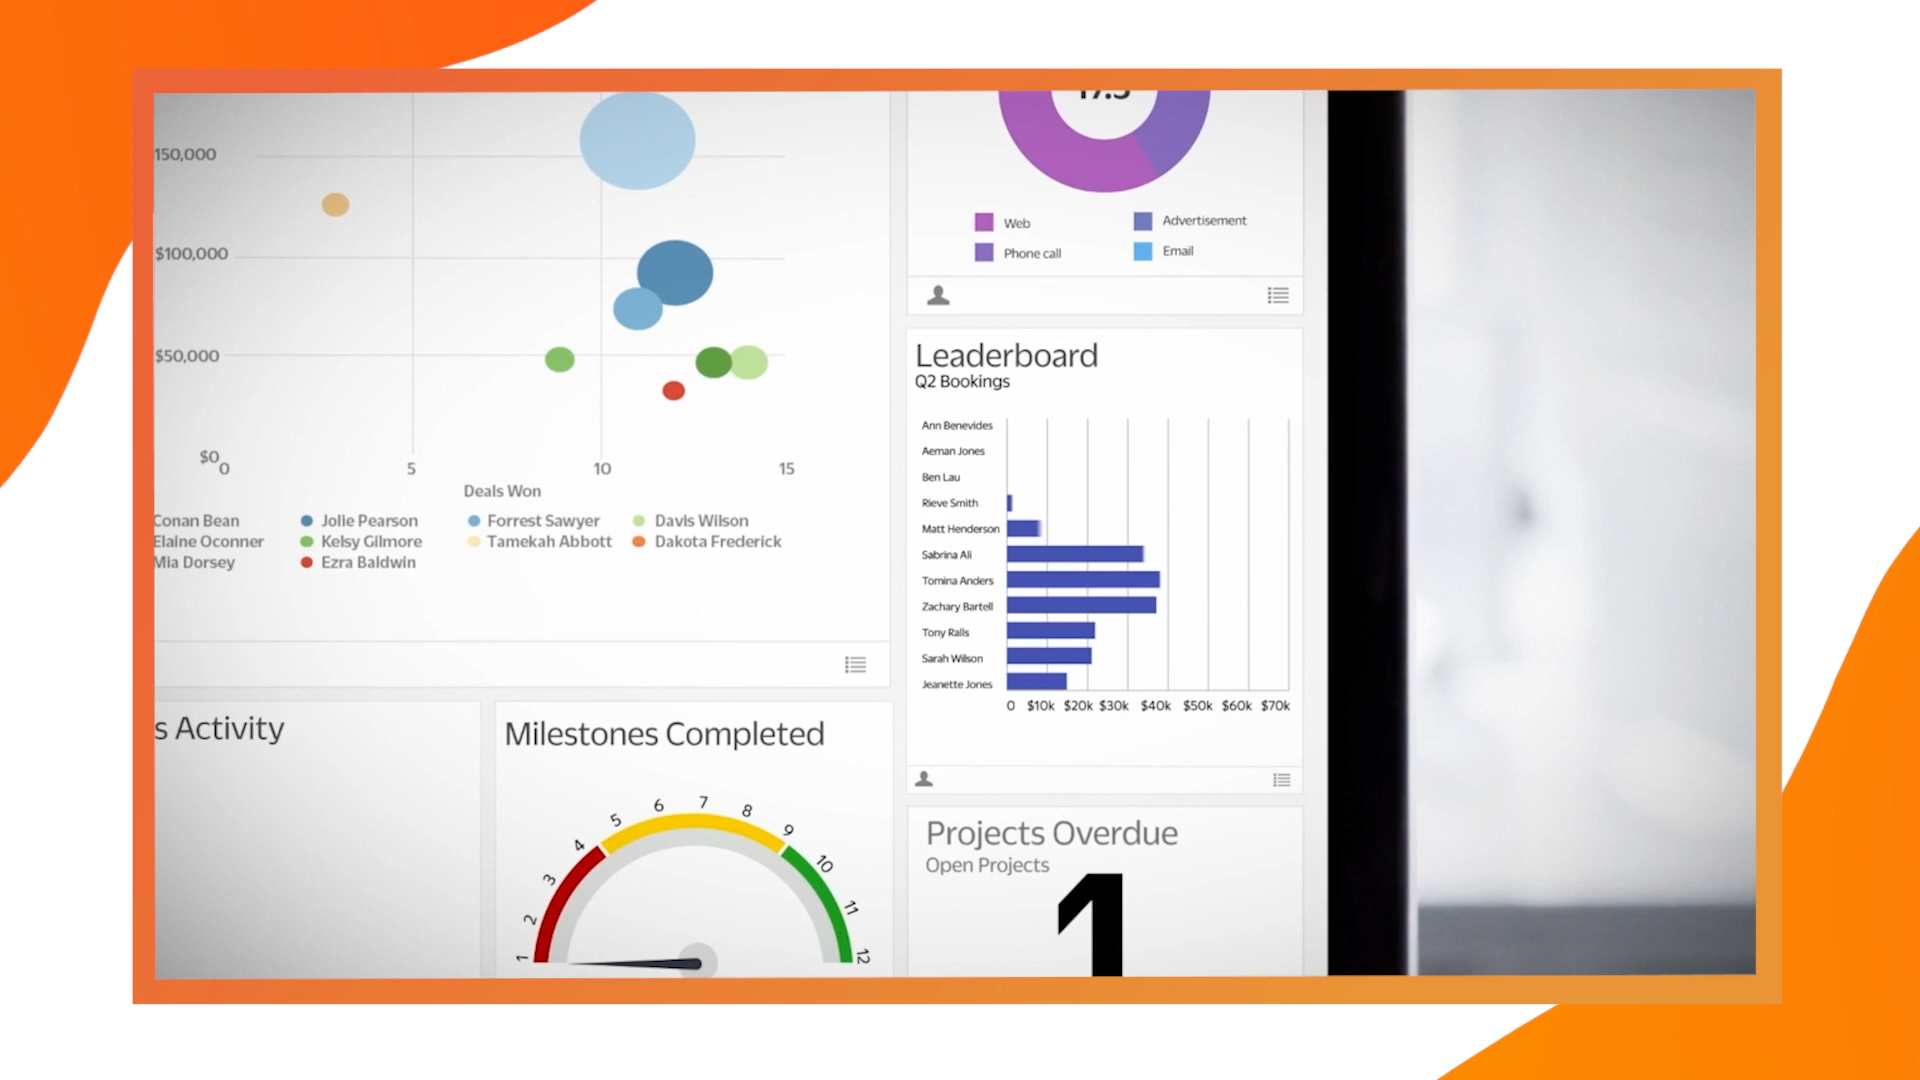 17.5
150,000
$100,000
$50,000
$0
0 5 10 15
Deals Won
Conan Bean Jolie Pearson Forrest Sawyer Davis Wilson
Elaine Oconner Kelsy Gilmore Tamekah Abbott Dakota Frederick
Mia Dorsey Ezra Baldwin
Web Advertisement
Phone call Email
Leaderboard
Q2 Bookings
Ann Benevides
Aeman Jones
Ben Lau
Rieve Smith
Matt Henderson
Sabrina Ali
Tomina Anders
Zachary Bartell
Tony Ralls
Sarah Wilson
Jeanette Jones
0 $10k $20k $30k $40k $50k $60k $70k
s Activity
Milestones Completed
1 2 3 4 5 6 7 8 9 10 11 12
Projects Overdue
Open Projects
1